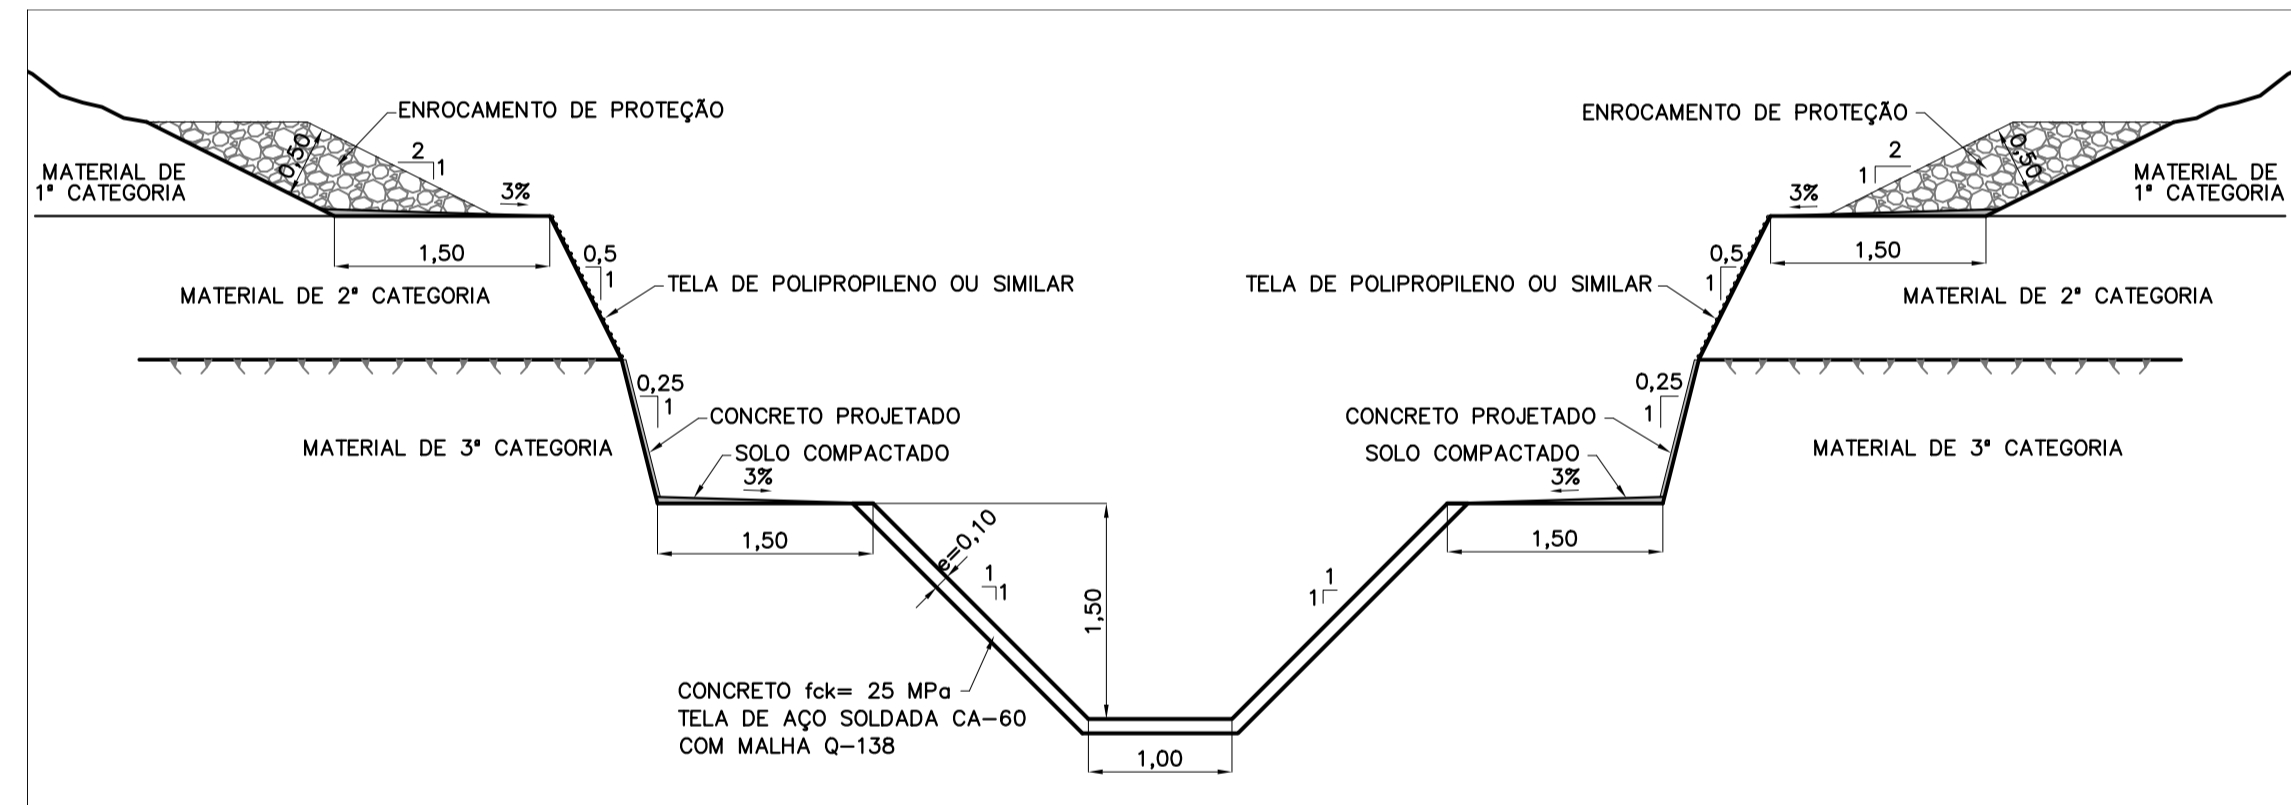 ENROCAMENTO DE PROTEÇÃO
ENROCAMENTO DE PROTEÇÃO
0,50
2
1
2
1
0,50
MATERIAL DE
1ª CATEGORIA
3%
3%
MATERIAL DE
1ª CATEGORIA
1,50
0,5
1
0,5
1
1,50
MATERIAL DE 2ª CATEGORIA
TELA DE POLIPROPILENO OU SIMILAR
TELA DE POLIPROPILENO OU SIMILAR
MATERIAL DE 2ª CATEGORIA
0,25
1
0,25
1
CONCRETO PROJETADO
CONCRETO PROJETADO
MATERIAL DE 3ª CATEGORIA
SOLO COMPACTADO
SOLO COMPACTADO
MATERIAL DE 3ª CATEGORIA
3%
3%
1,50
e=0,10
1,50
1
1
1
1
1,50
CONCRETO fck= 25 MPa
TELA DE AÇO SOLDADA CA-60
COM MALHA Q-138
1,00